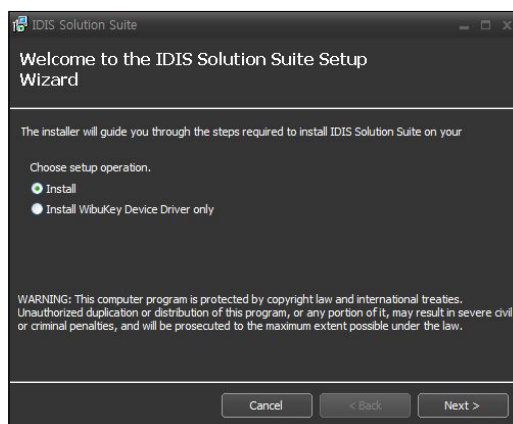 IDIS Solution Suite
Welcome to the IDIS Solution Suite Setup
Wizard
The installer will guide you through the steps required to install IDIS Solution Suite on your
Choose setup operation.
Install
Install WibuKey Device Driver only
WARNING: This computer program is protected by copyright law and international treaties.
Unauthorized duplication or distribution of this program, or any portion of it, may result in severe civil
or criminal penalties, and will be prosecuted to the maximum extent possible under the law.
Cancel
< Back
Next >